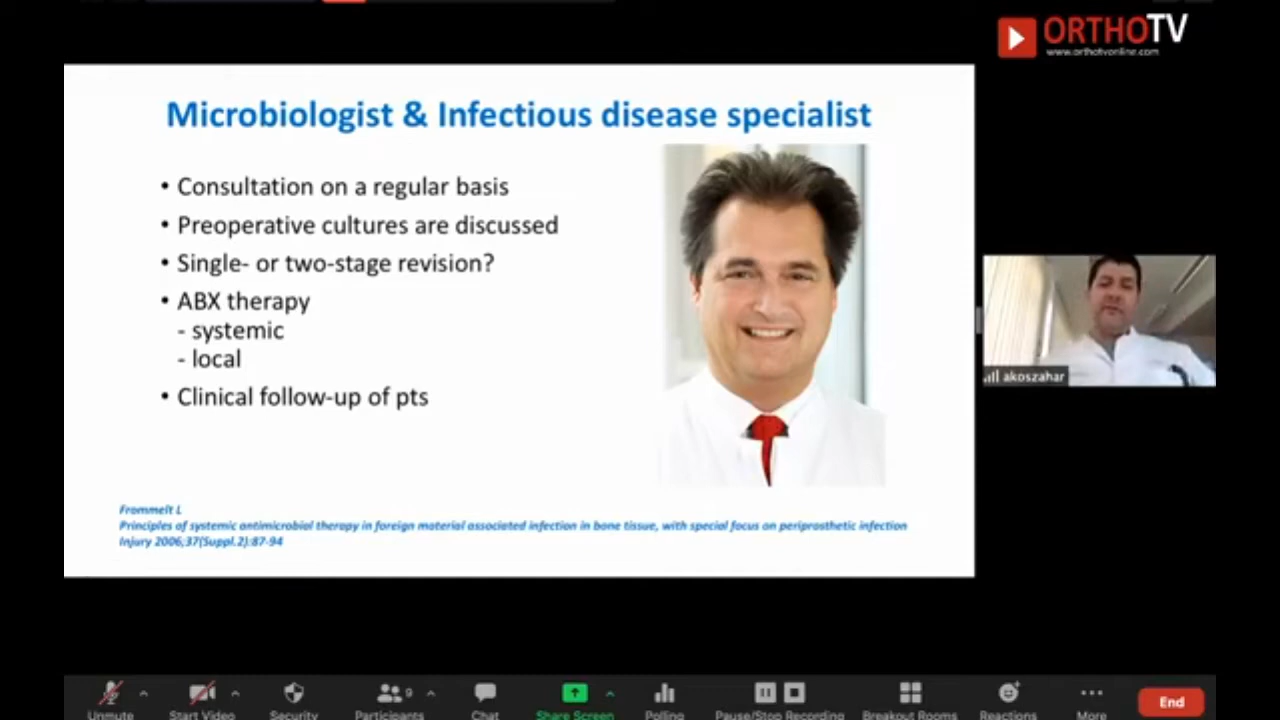 ORTHOTV
www.orthotvonline.com
Microbiologist & Infectious disease specialist
• Consultation on a regular basis
• Preoperative cultures are discussed
• Single- or two-stage revision?
• ABX therapy
- systemic
- local
• Clinical follow-up of pts
akoszahar
Frommelt L
Principles of systemic antimicrobial therapy in foreign material associated infection in bone tissue, with special focus on periprosthetic infection
Injury 2006;37(Suppl.2):87-94
9
End
Unmute
Start Video
Security
Participants
Chat
Share Screen
Polling
Pause/Stop Recording
Breakout Rooms
Reactions
More